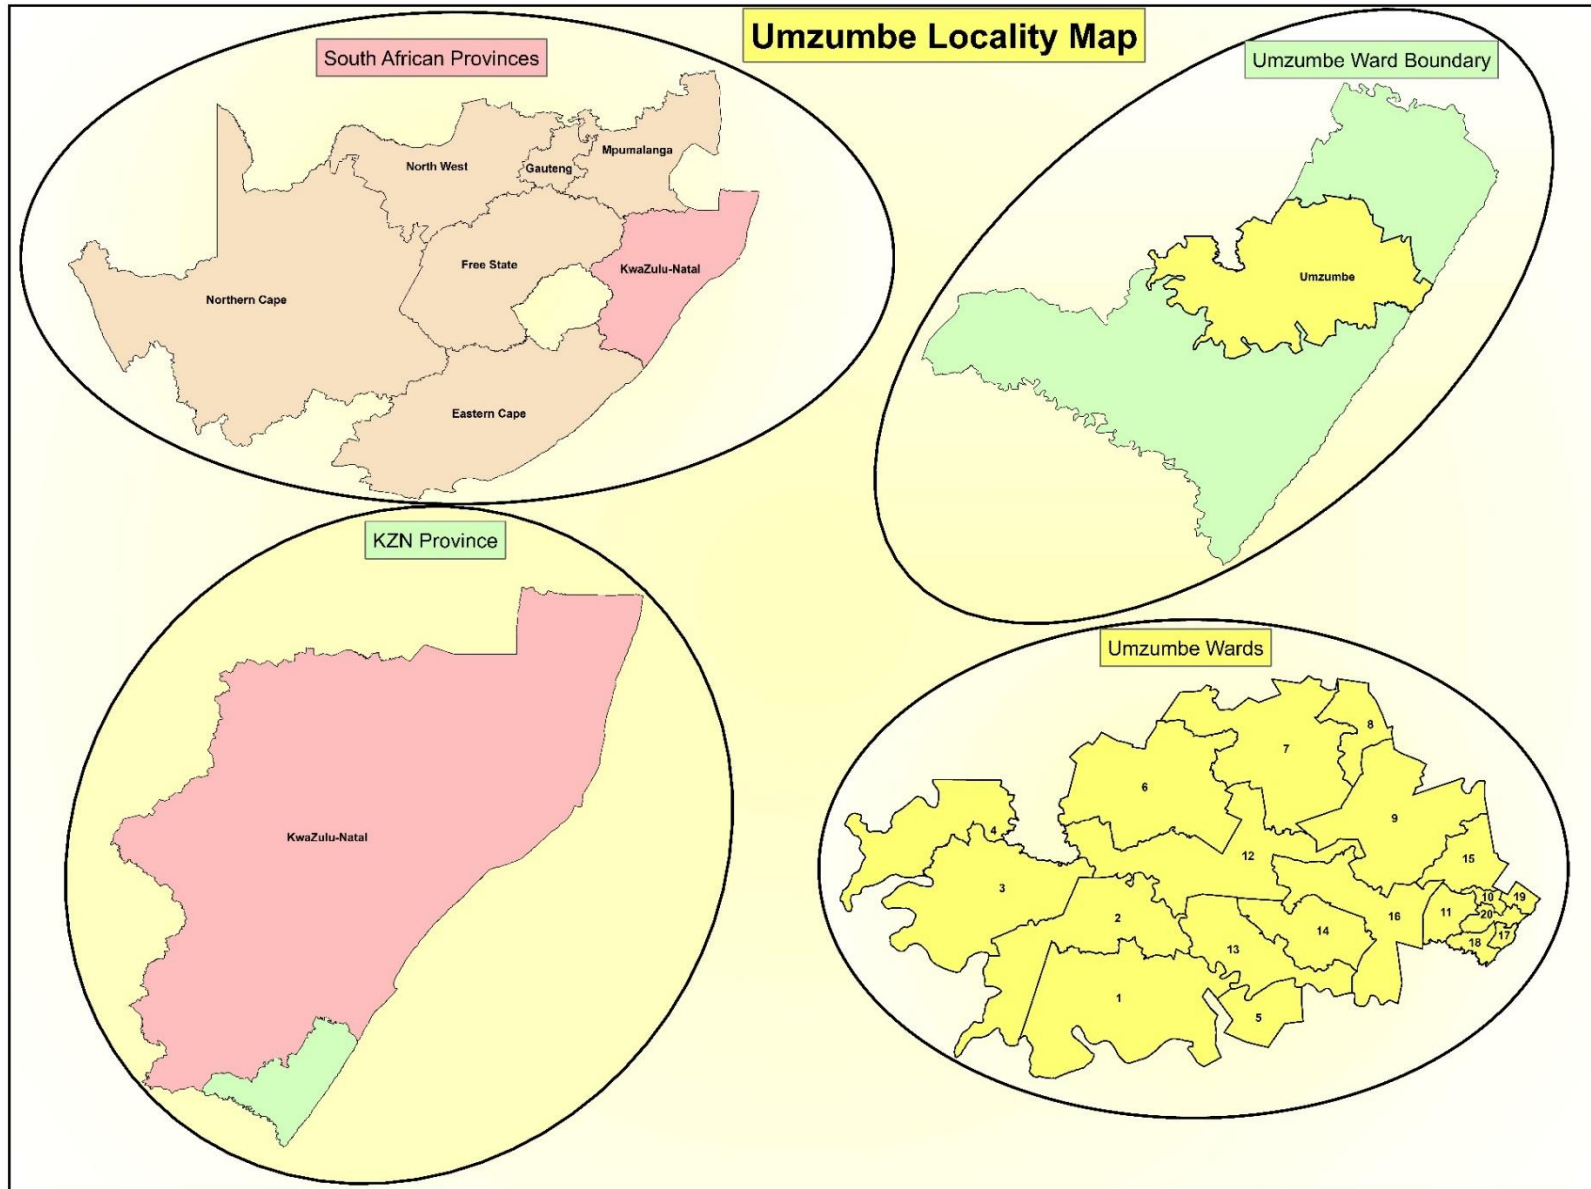 Umzumbe Locality Map
South African Provinces
North West
Gauteng
Mpumalanga
Free State
KwaZulu-Natal
Northern Cape
Eastern Cape
Umzumbe Ward Boundary
Umzumbe
KZN Province
KwaZulu-Natal
Umzumbe Wards
8
7
6
9
4
12
15
3
10
19
2
11
20
16
14
17
13
18
1
5